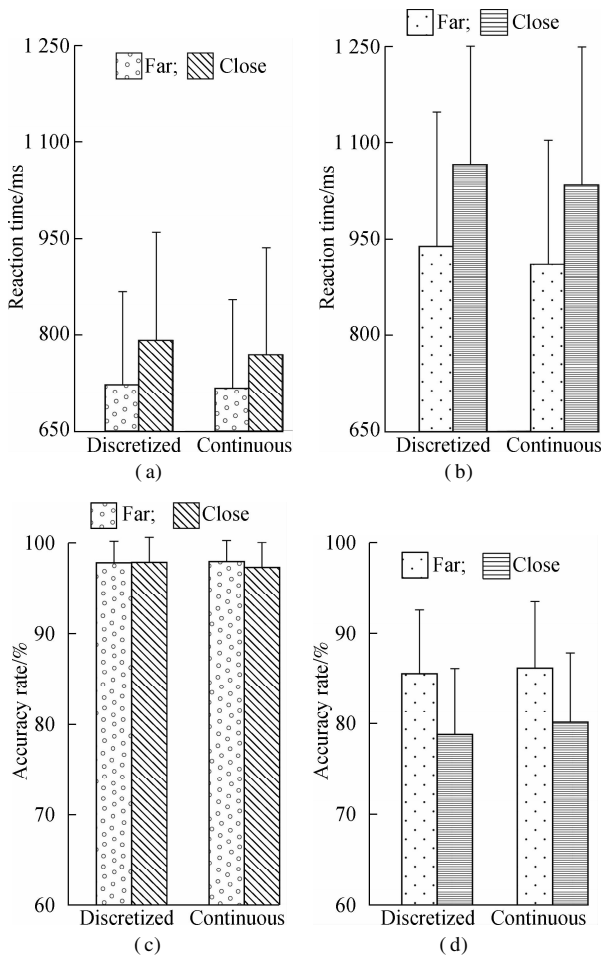 1 250
1 100
950
800
650
Reaction time/ms
Far; Close
Discretized Continuous
(a)
1 250
1 100
950
800
650
Reaction time/ms
Far; Close
Discretized Continuous
(b)
100
90
80
70
60
Accuracy rate/%
Far; Close
Discretized Continuous
(c)
100
90
80
70
60
Accuracy rate/%
Far; Close
Discretized Continuous
(d)